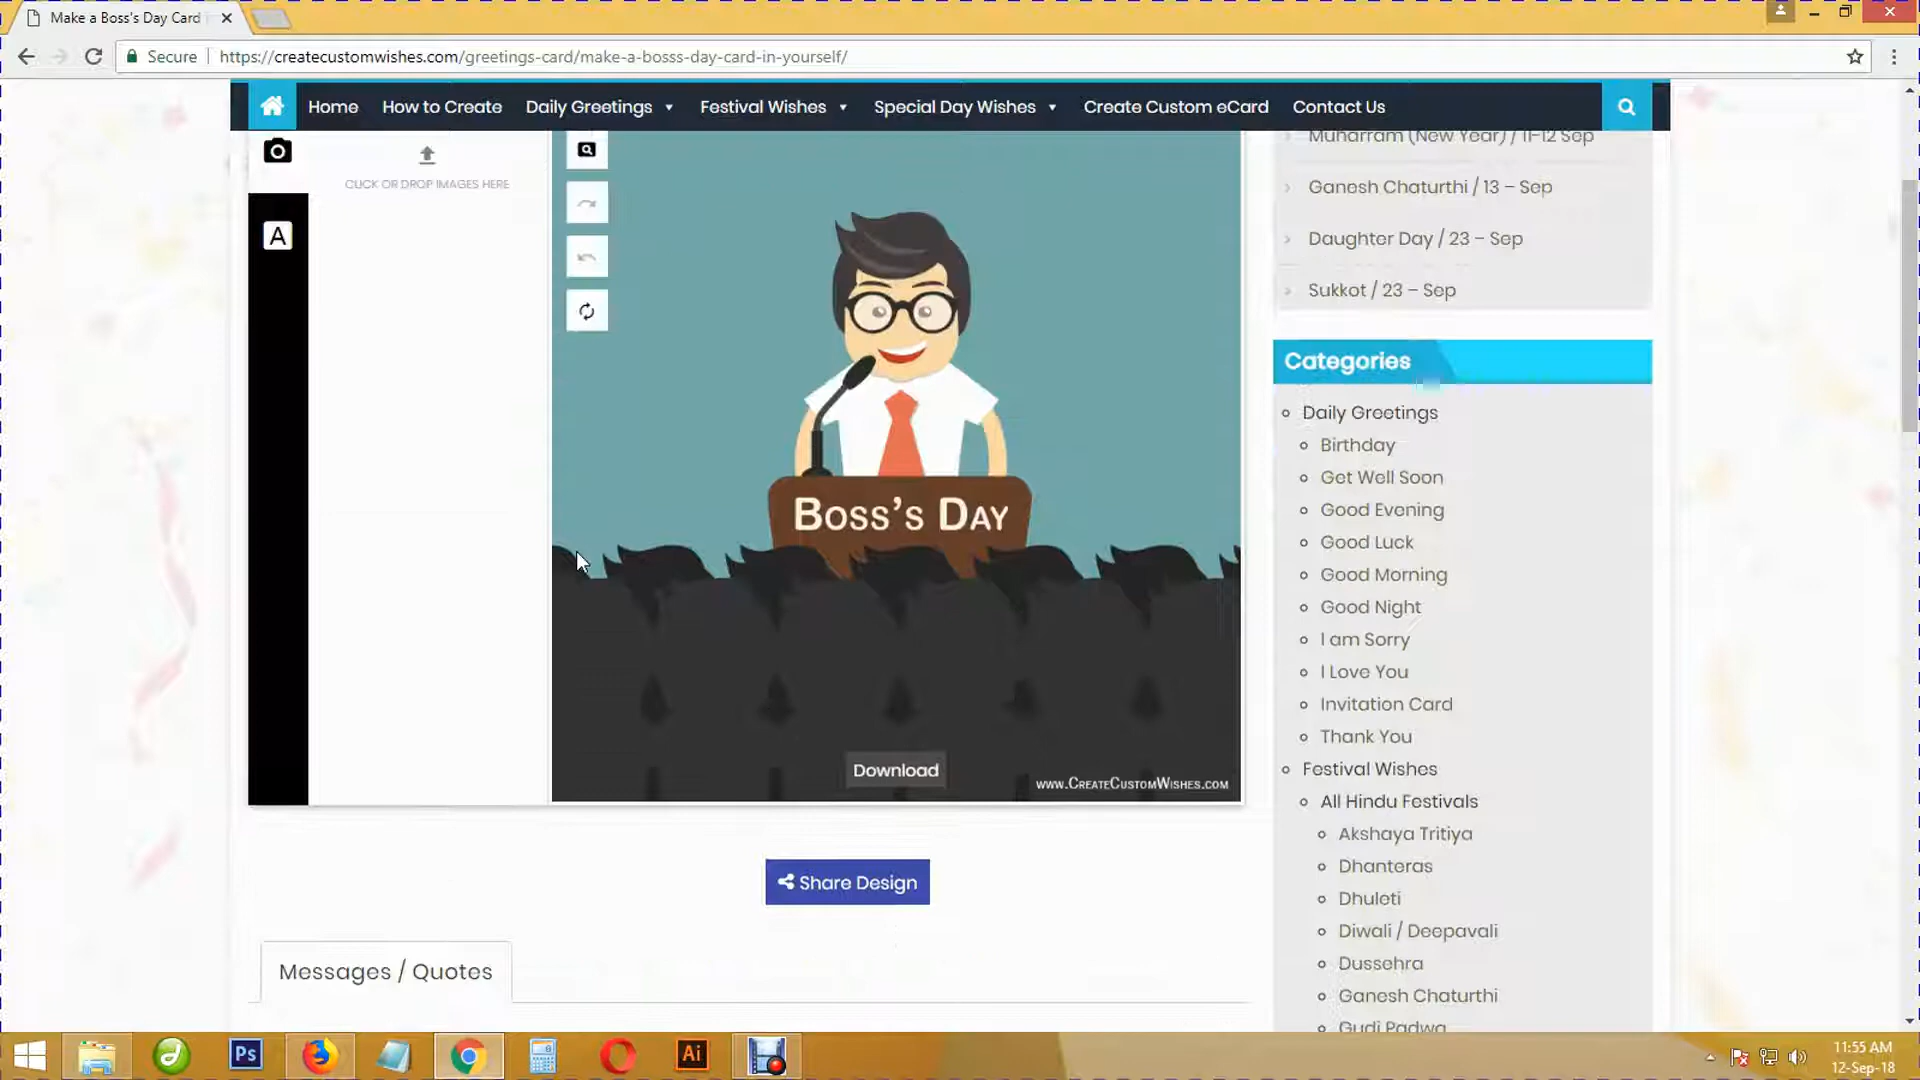 Make a Boss's Day Card
Secure
https://createcustomwishes.com/greetings-card/make-a-bosss-day-card-in-yourself/
Home How to Create Daily Greetings Festival Wishes Special Day Wishes Create Custom eCard Contact Us
Muharram (New Year) / 11-12 Sep
CLICK OR DROP IMAGES HERE
Ganesh Chaturthi / 13 – Sep
A
Daughter Day / 23 – Sep
Sukkot / 23 – Sep
Categories
Daily Greetings
Birthday
Get Well Soon
Boss's Day
Good Evening
Good Luck
Good Morning
Good Night
I am Sorry
I Love You
Invitation Card
Thank You
Festival Wishes
Download
www.CreateCustomWishes.com
All Hindu Festivals
Akshaya Tritiya
Dhanteras
Share Design
Dhuleti
Diwali / Deepavali
Messages / Quotes
Dussehra
Ganesh Chaturthi
Gudi Padwa
Ps
Ai
11:55 AM
12-Sep-18